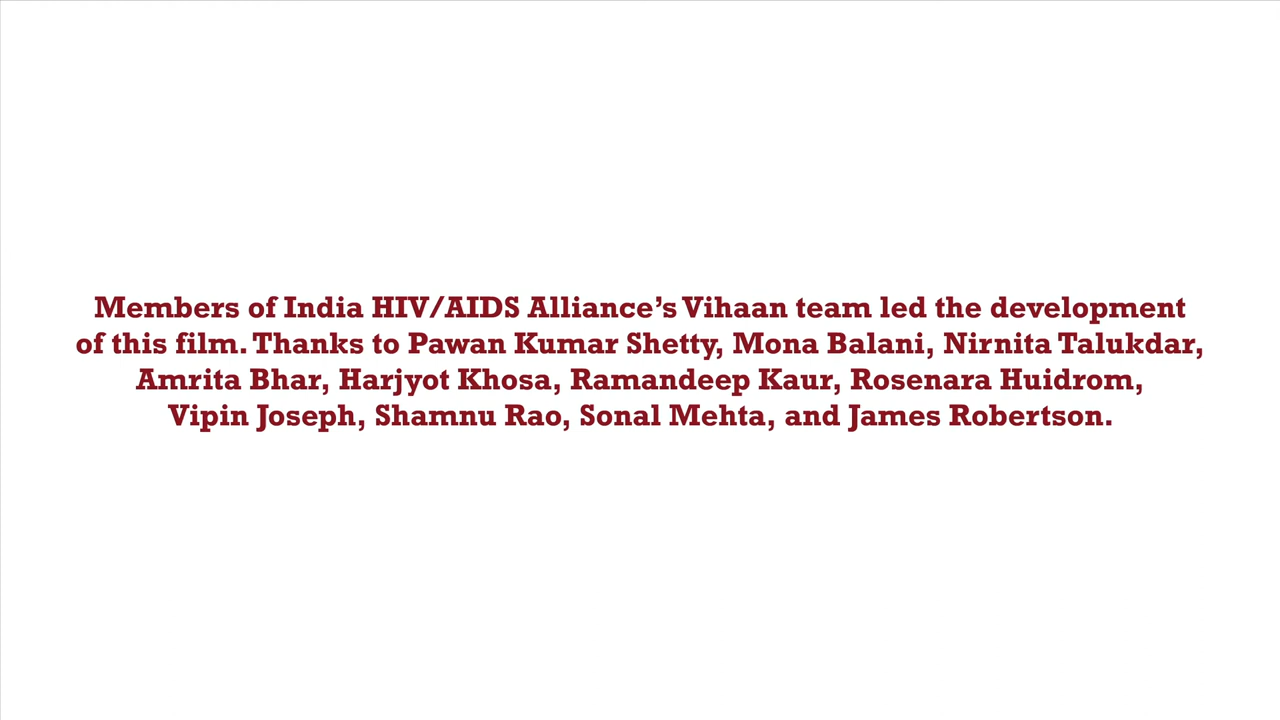 Members of India HIV/AIDS Alliance’s Vihaan team led the development
of this film. Thanks to Pawan Kumar Shetty, Mona Balani, Nirnita Talukdar,
Amrita Bhar, Harjyot Khosa, Ramandeep Kaur, Rosenara Huidrom,
Vipin Joseph, Shamnu Rao, Sonal Mehta, and James Robertson.